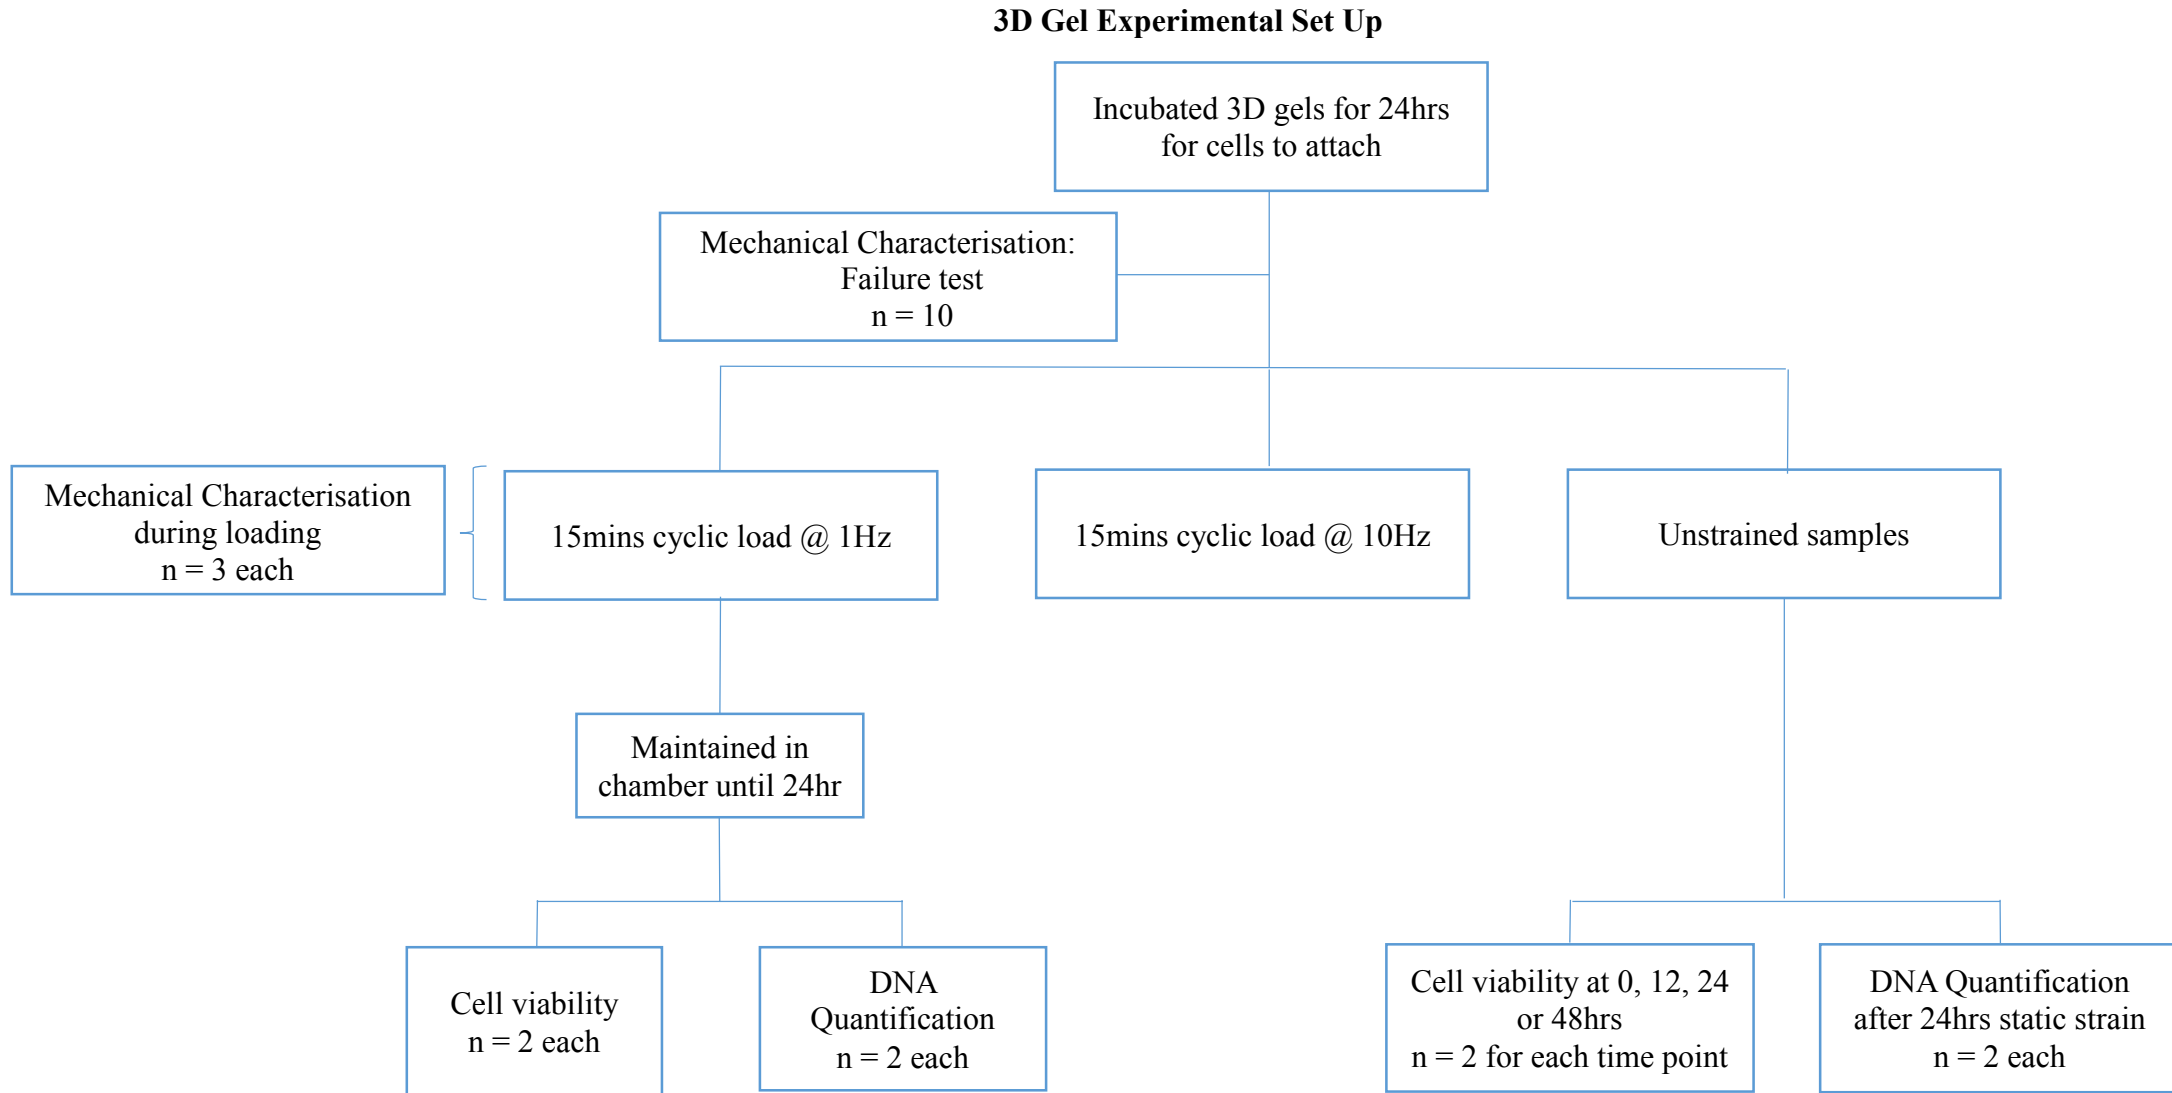 3D Gel Experimental Set Up
Incubated 3D gels for 24hrs
for cells to attach
Mechanical Characterisation:
Failure test
n = 10
Mechanical Characterisation
during loading
n = 3 each
15mins cyclic load @ 1Hz
15mins cyclic load @ 10Hz
Unstrained samples
Maintained in
chamber until 24hr
Cell viability
n = 2 each
DNA
Quantification
n = 2 each
Cell viability at 0, 12, 24
or 48hrs
n = 2 for each time point
DNA Quantification
after 24hrs static strain
n = 2 each